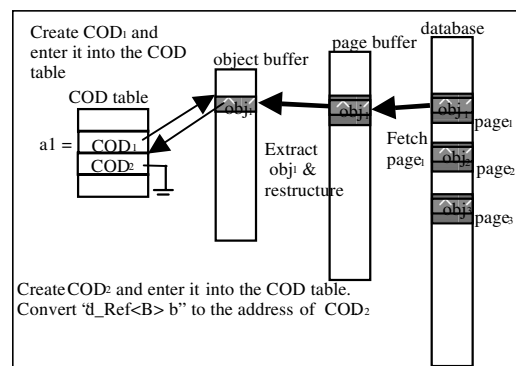 Create COD1 and
enter it into the COD
table
COD table
a1 =
COD1
COD2
object buffer
obj1
page buffer
obj1
database
obj1
page1
obj2
page2
obj3
page3
Extract
obj1 &
restructure
Fetch
page1
Create COD2 and enter it into the COD table.
Convert “d_Ref<B> b” to the address of COD2